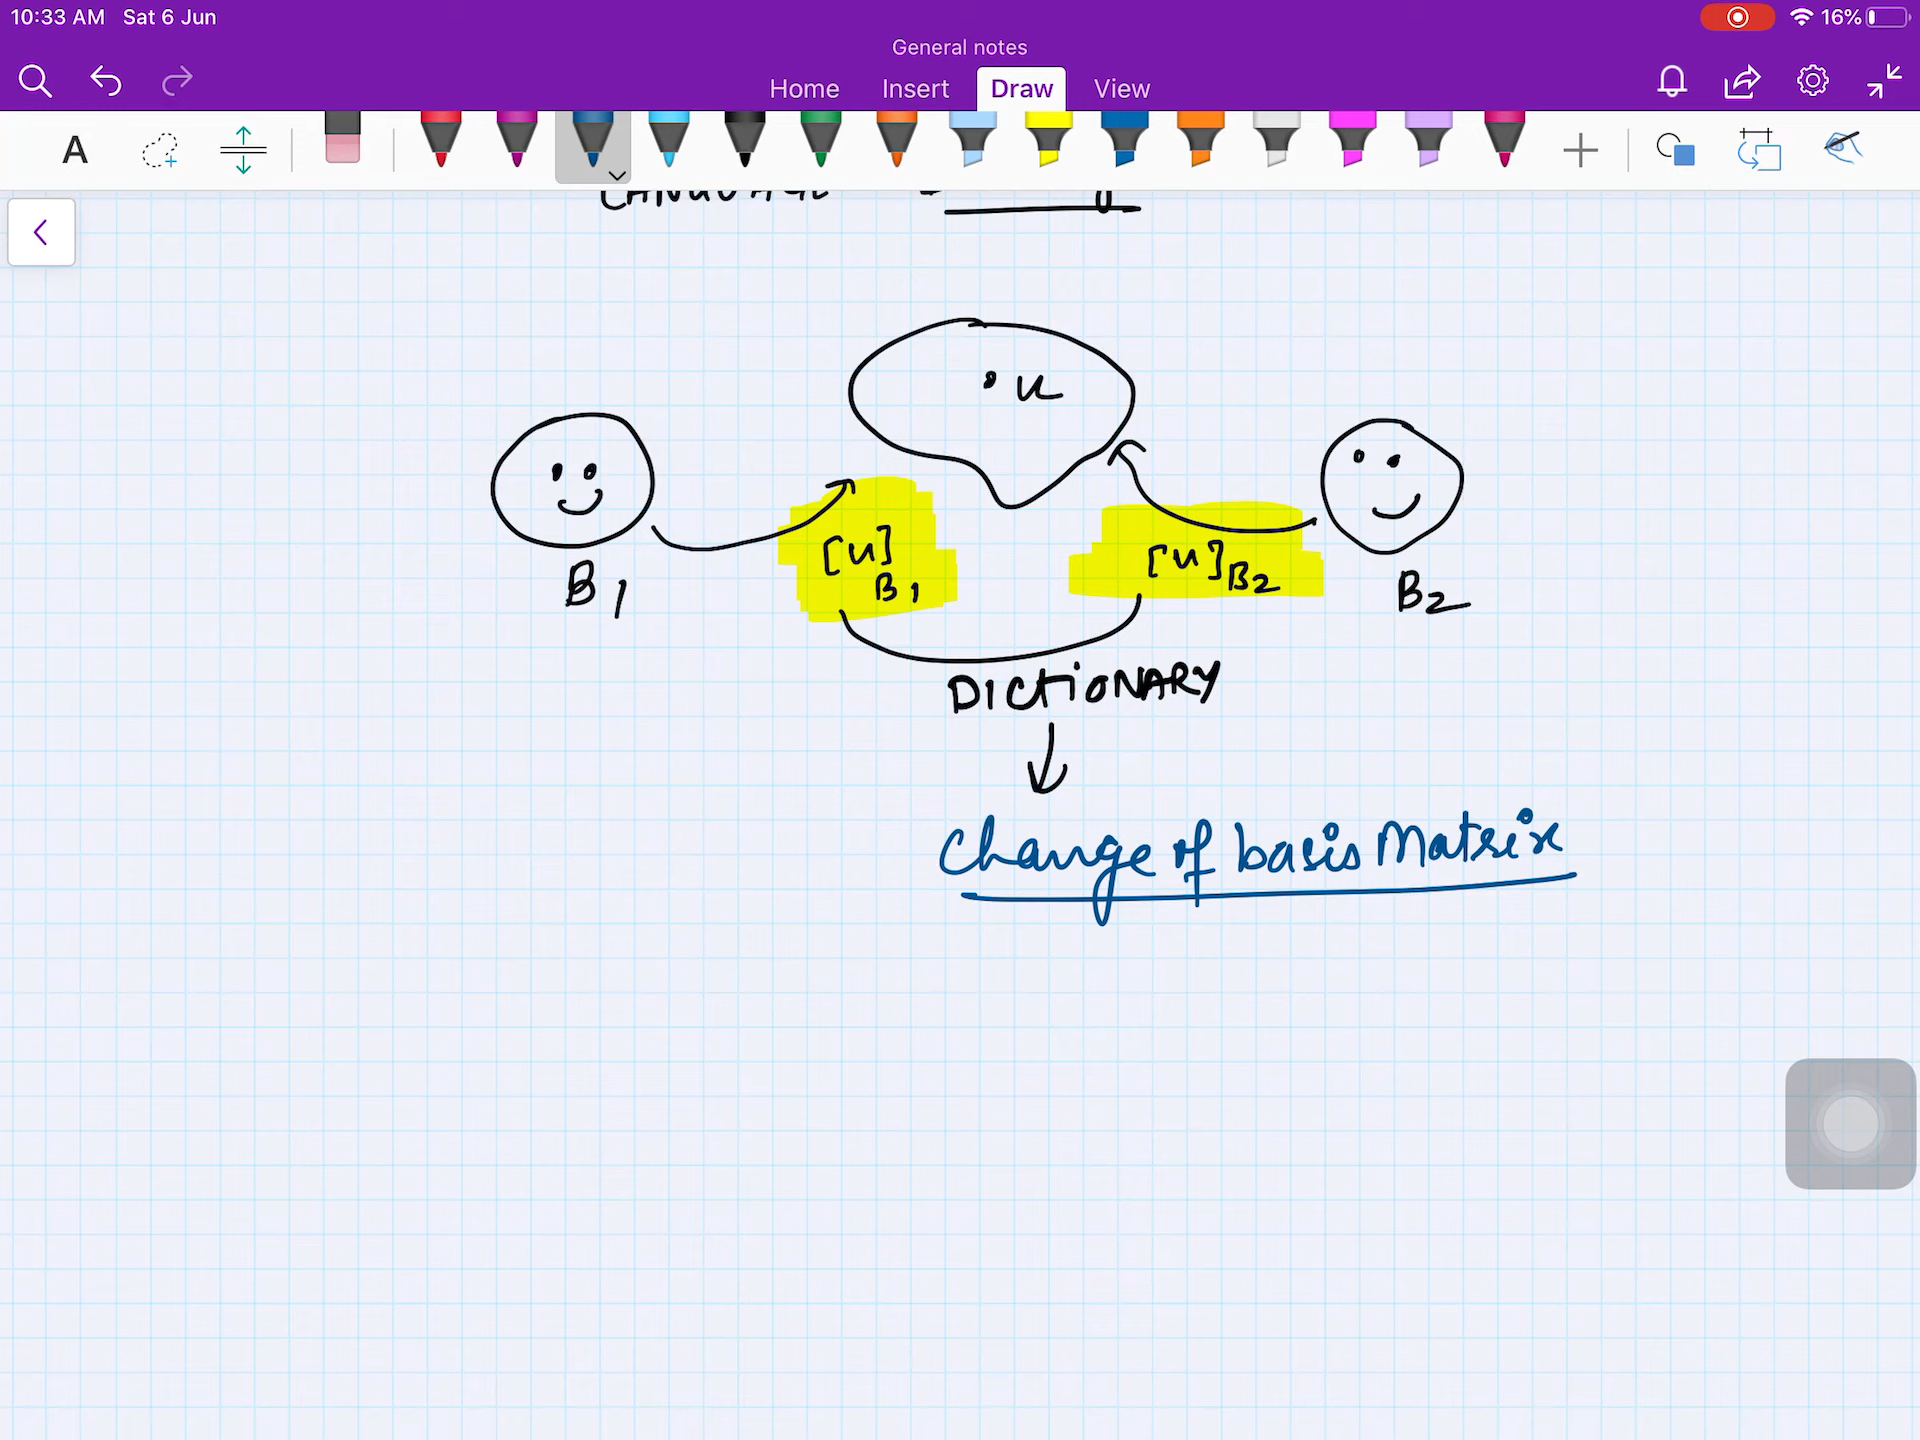 10:33 AM Sat 6 Jun
16%
General notes
Home Insert Draw View
A
LANGUAGE
u
[u]B1
[u]B2
B1
B2
DICTIONARY
Change of basis Matrix